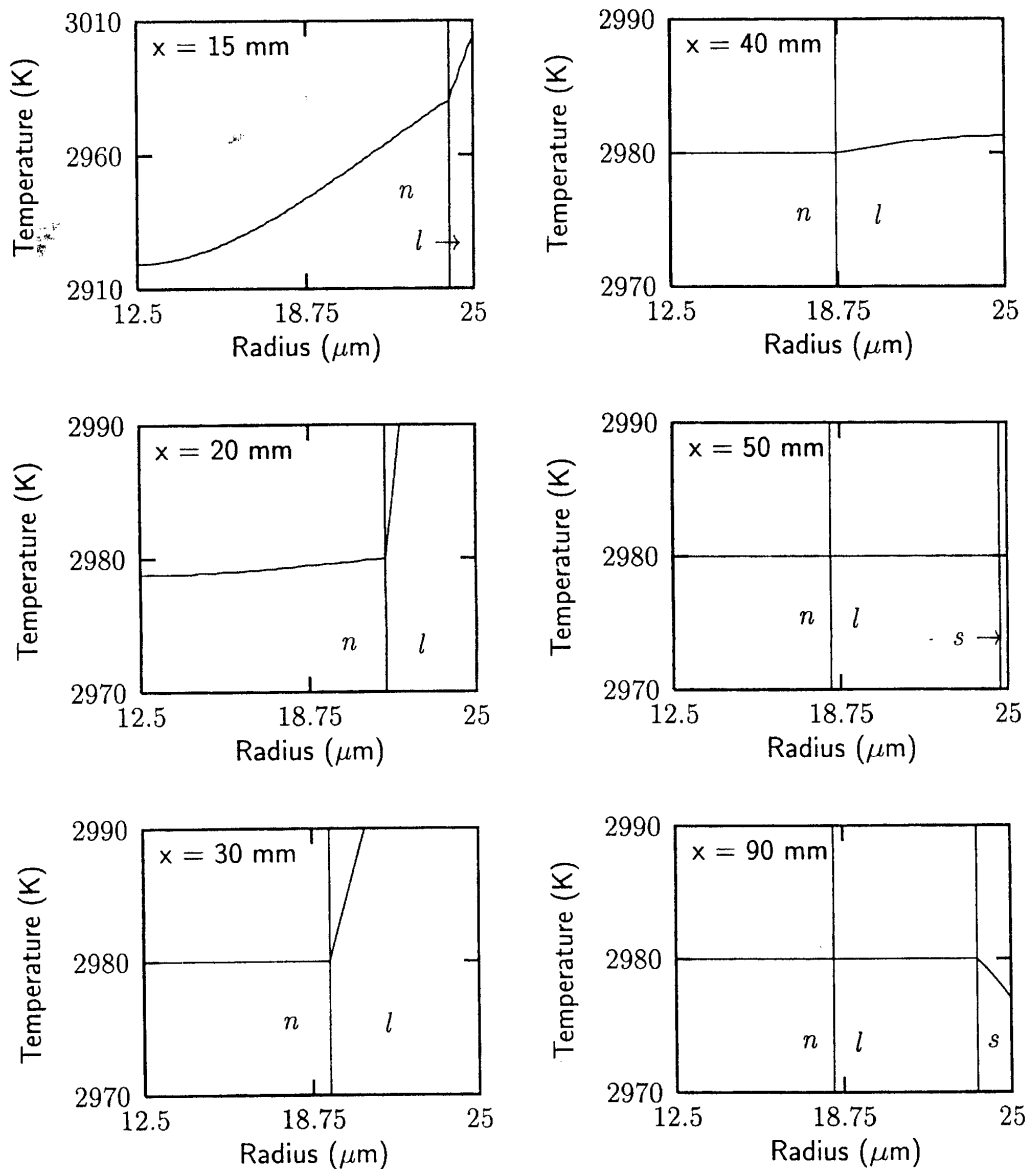 x = 15 mm
3010
2960
2910
Temperature (K)
n
l →
12.5 18.75 25
Radius (μm)
x = 40 mm
2990
2980
2970
Temperature (K)
n l
12.5 18.75 25
Radius (μm)
x = 20 mm
2990
2980
2970
Temperature (K)
n l
12.5 18.75 25
Radius (μm)
x = 50 mm
2990
2980
2970
Temperature (K)
n l
s →
12.5 18.75 25
Radius (μm)
x = 30 mm
2990
2980
2970
Temperature (K)
n l
12.5 18.75 25
Radius (μm)
x = 90 mm
2990
2980
2970
Temperature (K)
n l s
12.5 18.75 25
Radius (μm)